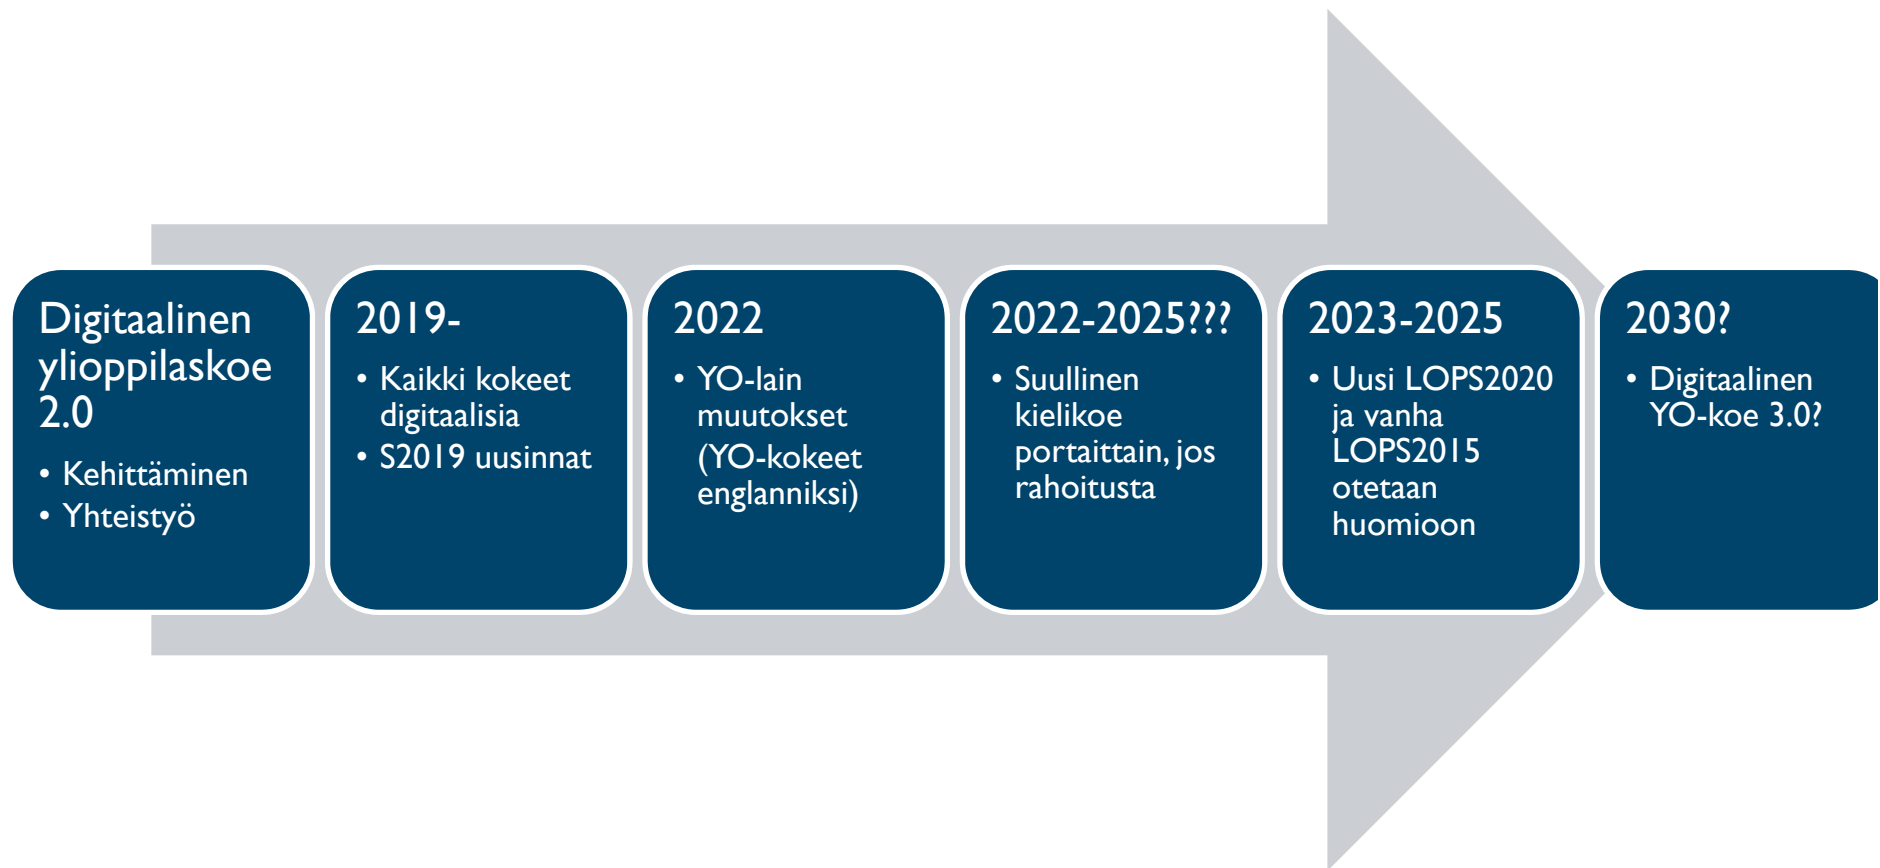 Digitaalinen
ylioppilaskoe
2.0
• Kehittäminen
• Yhteistyö
2019-
• Kaikki kokeet
digitaalisia
• S2019 uusinnat
2022
• YO-lain
muutokset
(YO-kokeet
englanniksi)
2022-2025???
• Suullinen
kielikoe
portaittain, jos
rahoitusta
2023-2025
• Uusi LOPS2020
ja vanha
LOPS2015
otetaan
huomioon
2030?
• Digitaalinen
YO-koe 3.0?